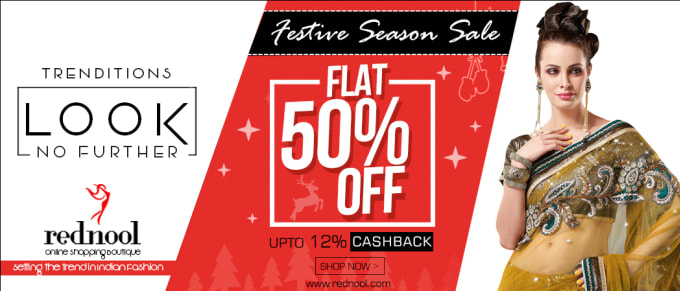 TRENDITIONS
LOOK
NO FURTHER
rednool
online shopping boutique
setting the trend in indian fashion
Festive Season Sale
FLAT
50%
OFF
UPTO 12% CASHBACK
SHOP NOW >
www.rednool.com